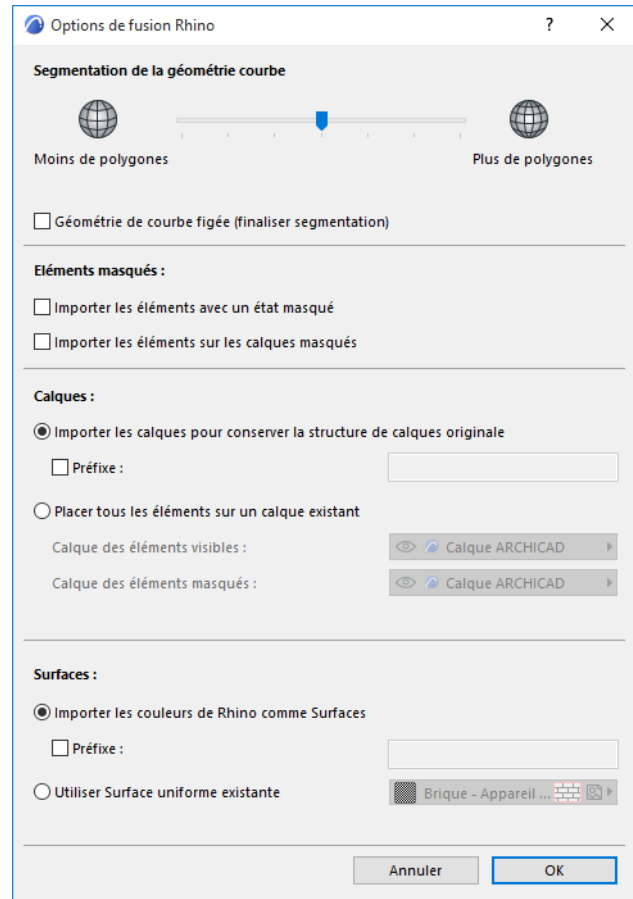 Options de fusion Rhino
?
Segmentation de la géométrie courbe
Moins de polygones
Plus de polygones
Géométrie de courbe figée (finaliser segmentation)
Eléments masqués :
Importer les éléments avec un état masqué
Importer les éléments sur les calques masqués
Calques :
Importer les calques pour conserver la structure de calques originale
Préfixe :
Placer tous les éléments sur un calque existant
Calque des éléments visibles : Calque ARCHICAD
Calque des éléments masqués : Calque ARCHICAD
Surfaces :
Importer les couleurs de Rhino comme Surfaces
Préfixe :
Utiliser Surface uniforme existante Brique - Appareil ...
Annuler OK